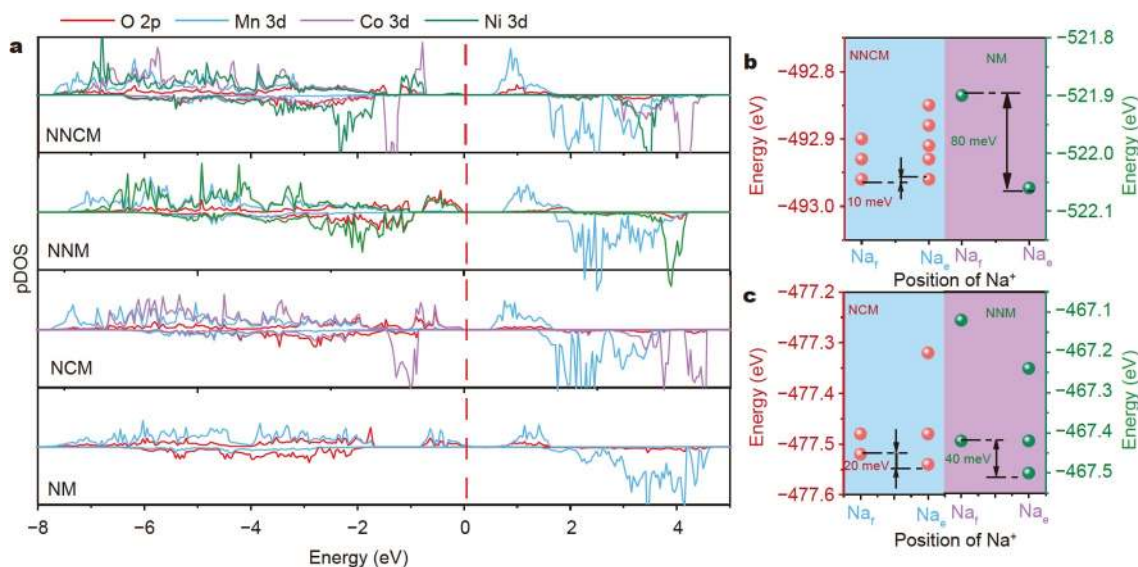 O 2p Mn 3d Co 3d Ni 3d
a
NNCM
NNM
NCM
NM
pDOS
−8 −6 −4 −2 0 2 4
Energy (eV)
b
NNCM NM
−492.8
−492.9
−493.0
Energy (eV)
10 meV
80 meV
−521.8
−521.9
−522.0
−522.1
Energy (eV)
Naf Nae Naf Nae
Position of Na⁺
c
NCM NNM
−477.2
−477.3
−477.4
−477.5
−477.6
Energy (eV)
20 meV
40 meV
−467.1
−467.2
−467.3
−467.4
−467.5
Energy (eV)
Naf Nae Naf Nae
Position of Na⁺